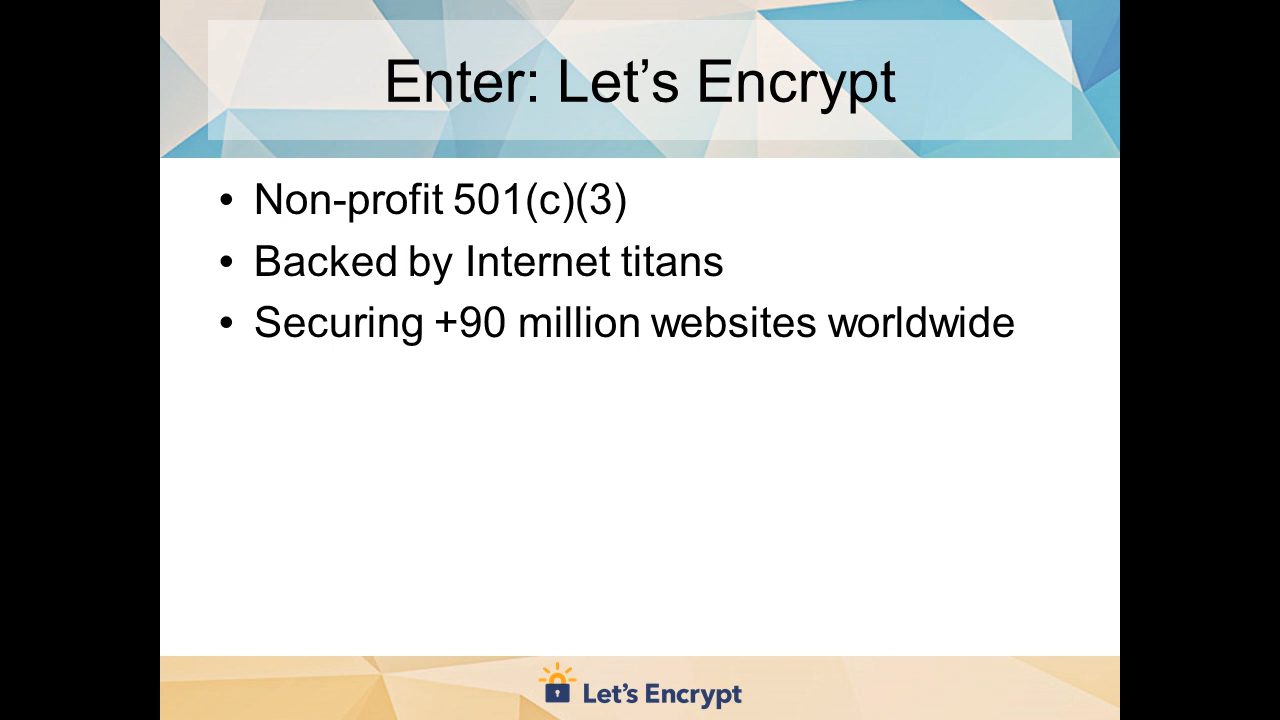 Enter: Let’s Encrypt
• Non-profit 501(c)(3)
• Backed by Internet titans
• Securing +90 million websites worldwide
Let’s Encrypt